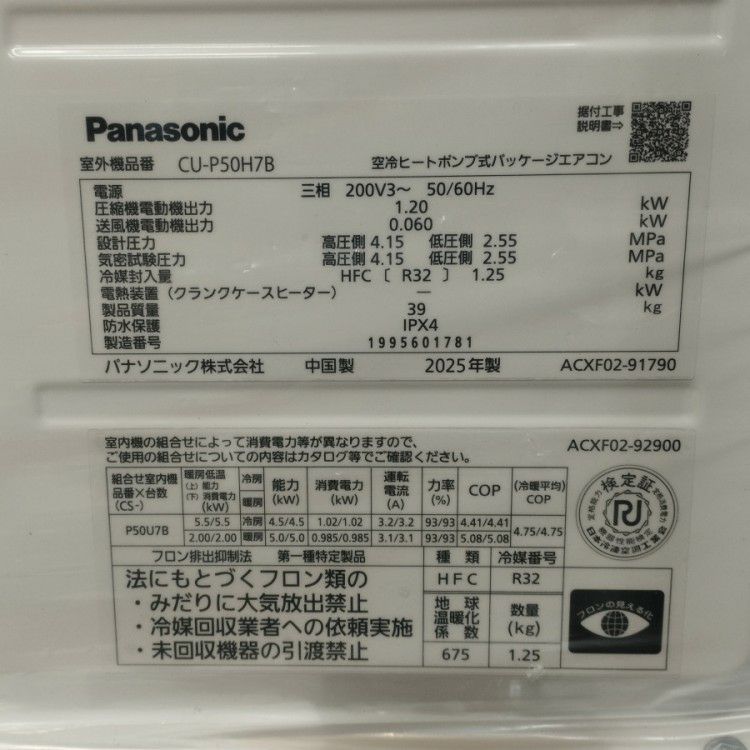 Panasonic
据付工事
説明書⇨
室外機品番 CU-P50H7B 空冷ヒートポンプ式パッケージエアコン
電源 三相 200V3～ 50/60Hz
圧縮機電動機出力 1.20 kW
送風機電動機出力 0.060 kW
設計圧力 高圧側 4.15 低圧側 2.55 MPa
気密試験圧力 高圧側 4.15 低圧側 2.55 MPa
冷媒封入量 HFC〔 R32 〕 1.25 kg
電熱装置（クランクケースヒーター） ― kW
製品質量 39 kg
防水保護 IPX4
製造番号 1995601781
パナソニック株式会社 中国製 2025年製 ACXF02-91790
室内機の組合せによって消費電力等が異なりますので、
ご使用の組合せについての内容はカタログ等でご確認ください。
ACXF02-92900
組合せ室内機 品番×台数 (CS-) 暖房低温 (上) 能力 (下) 消費電力 (kW) 冷房 暖房 能力 (kW) 消費電力 (kW) 運転電流 (A) 力率 (%) COP (冷暖平均) COP
P50U7B 5.5/5.5 冷房 4.5/4.5 1.02/1.02 3.2/3.2 93/93 4.41/4.41 4.75/4.75
2.00/2.00 暖房 5.0/5.0 0.985/0.985 3.1/3.1 93/93 5.08/5.08
検定証
フロン排出抑制法 第一種特定製品
種類 冷媒番号
HFC R32
法にもとづくフロン類の
・みだりに大気放出禁止
・冷媒回収業者への依頼実施
・未回収機器の引渡禁止
地球温暖化係数 数量 (kg)
675 1.25
フロンの見える化